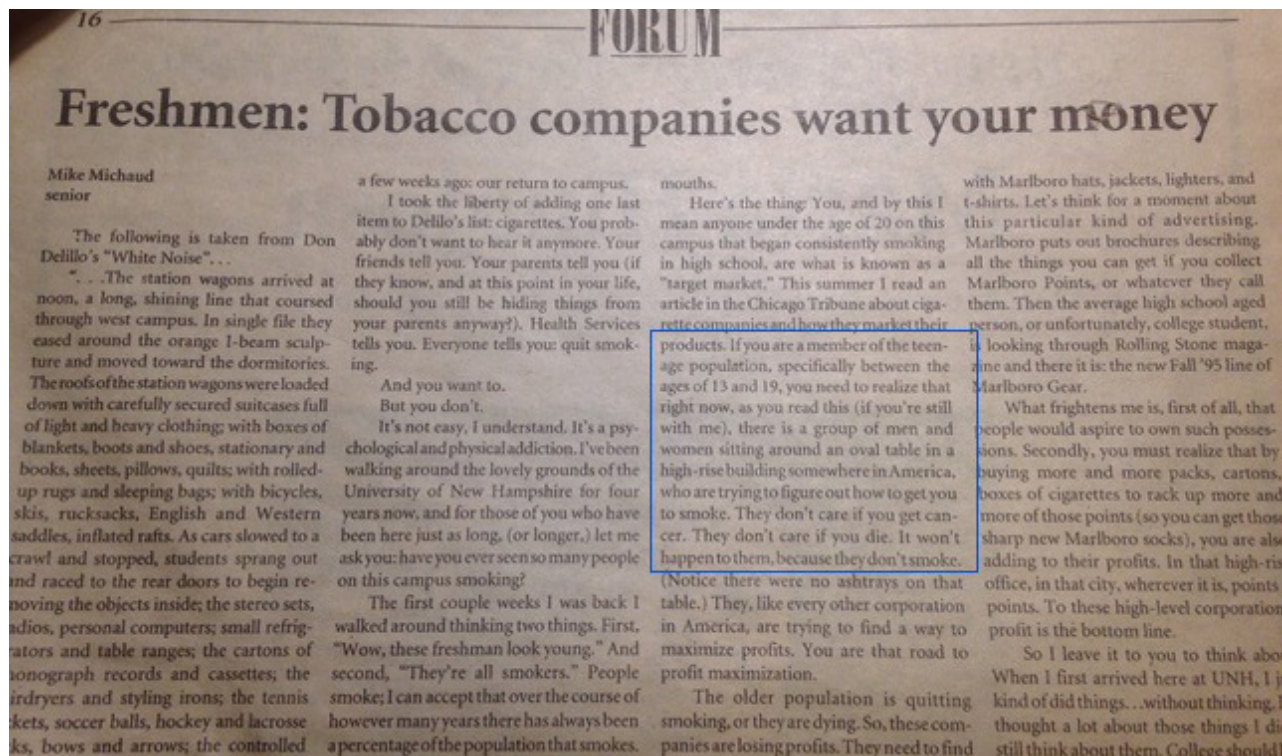 16
FORUM
Freshmen: Tobacco companies want your money
Mike Michaud
senior
The following is taken from Don
Delillo's "White Noise". . .
". . .The station wagons arrived at
noon, a long, shining line that coursed
through west campus. In single file they
eased around the orange I-beam sculp-
ture and moved toward the dormitories.
The roofs of the station wagons were loaded
down with carefully secured suitcases full
of light and heavy clothing; with boxes of
blankets, boots and shoes, stationary and
books, sheets, pillows, quilts; with rolled-
up rugs and sleeping bags; with bicycles,
skis, rucksacks, English and Western
saddles, inflated rafts. As cars slowed to a
crawl and stopped, students sprang out
and raced to the rear doors to begin re-
moving the objects inside; the stereo sets,
radios, personal computers; small refrig-
erators and table ranges; the cartons of
phonograph records and cassettes; the
hairdryers and styling irons; the tennis
rackets, soccer balls, hockey and lacrosse
bows and arrows; the controlled
a few weeks ago: our return to campus.
I took the liberty of adding one last
item to Delilo's list: cigarettes. You prob-
ably don't want to hear it anymore. Your
friends tell you. Your parents tell you (if
they know, and at this point in your life,
should you still be hiding things from
your parents anyway?). Health Services
tells you. Everyone tells you: quit smok-
ing.
And you want to.
But you don't.
It's not easy, I understand. It's a psy-
chological and physical addiction. I've been
walking around the lovely grounds of the
University of New Hampshire for four
years now, and for those of you who have
been here just as long, (or longer,) let me
ask you: have you ever seen so many people
on this campus smoking?
The first couple weeks I was back I
walked around thinking two things. First,
"Wow, these freshman look young." And
second, "They're all smokers." People
smoke; I can accept that over the course of
however many years there has always been
a percentage of the population that smokes.
mouths.
Here's the thing: You, and by this I
mean anyone under the age of 20 on this
campus that began consistently smoking
in high school, are what is known as a
"target market." This summer I read an
article in the Chicago Tribune about ciga-
rette companies and how they market their
products. If you are a member of the teen-
age population, specifically between the
ages of 13 and 19, you need to realize that
right now, as you read this (if you're still
with me), there is a group of men and
women sitting around an oval table in a
high-rise building somewhere in America,
who are trying to figure out how to get you
to smoke. They don't care if you get can-
cer. They don't care if you die. It won't
happen to them, because they don't smoke.
(Notice there were no ashtrays on that
table.) They, like every other corporation
in America, are trying to find a way to
maximize profits. You are that road to
profit maximization.
The older population is quitting
smoking, or they are dying. So, these com-
panies are losing profits. They need to find
with Marlboro hats, jackets, lighters, and
t-shirts. Let's think for a moment about
this particular kind of advertising.
Marlboro puts out brochures describing
all the things you can get if you collect
Marlboro Points, or whatever they call
them. Then the average high school aged
person, or unfortunately, college student,
is looking through Rolling Stone maga-
zine and there it is: the new Fall '95 line of
Marlboro Gear.
What frightens me is, first of all, that
people would aspire to own such posses-
sions. Secondly, you must realize that by
buying more and more packs, cartons,
boxes of cigarettes to rack up more and
more of those points (so you can get those
sharp new Marlboro socks), you are also
adding to their profits. In that high-rise
office, in that city, wherever it is, points
points. To these high-level corporation
profit is the bottom line.
So I leave it to you to think about
When I first arrived here at UNH, I
kind of did things. . .without thinking.
thought a lot about those things I
still think about them. College should